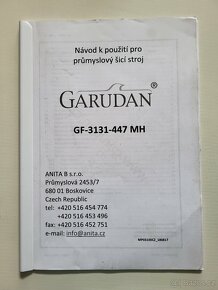 Návod k použití pro
průmyslový šicí stroj
GARUDAN®
GF-3131-447 MH
ANITA B s.r.o.
Průmyslová 2453/7
680 01 Boskovice
Czech Republic
tel: +420 516 454 774
+420 516 453 496
fax: +420 516 452 751
e-mail: info@anita.cz